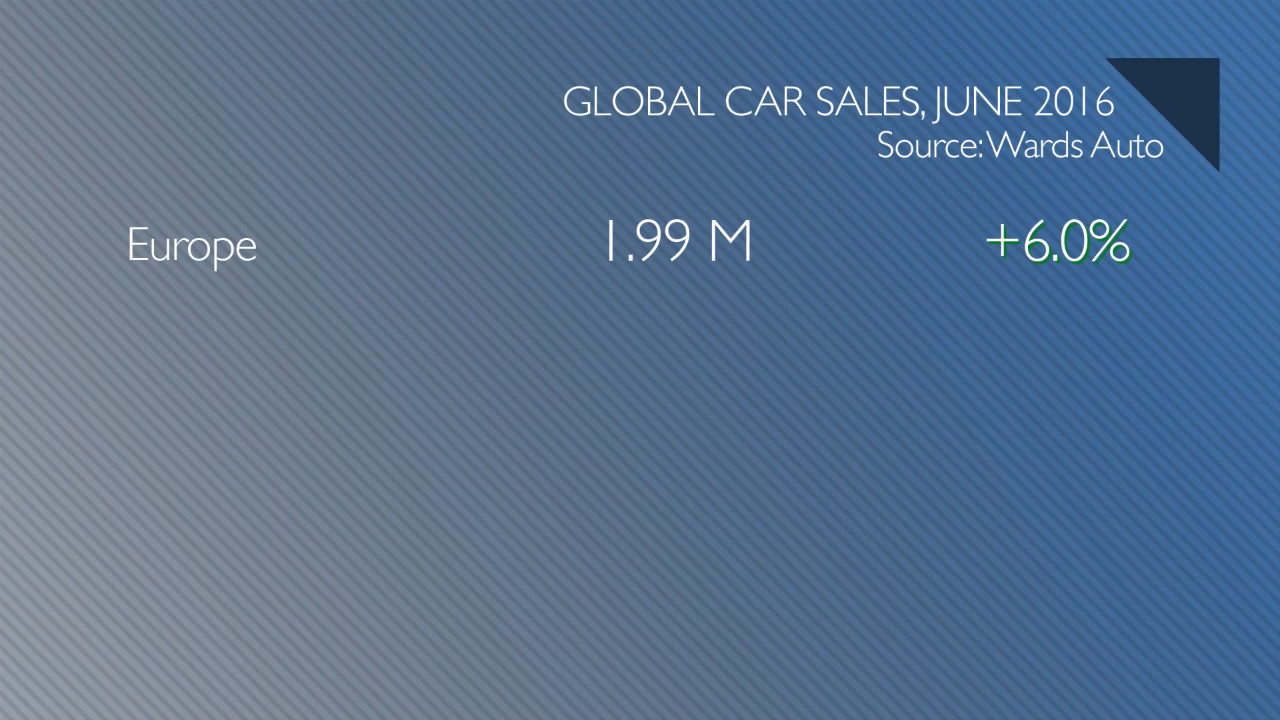 GLOBAL CAR SALES, JUNE 2016
Source: Wards Auto
Europe 1.99 M +6.0%